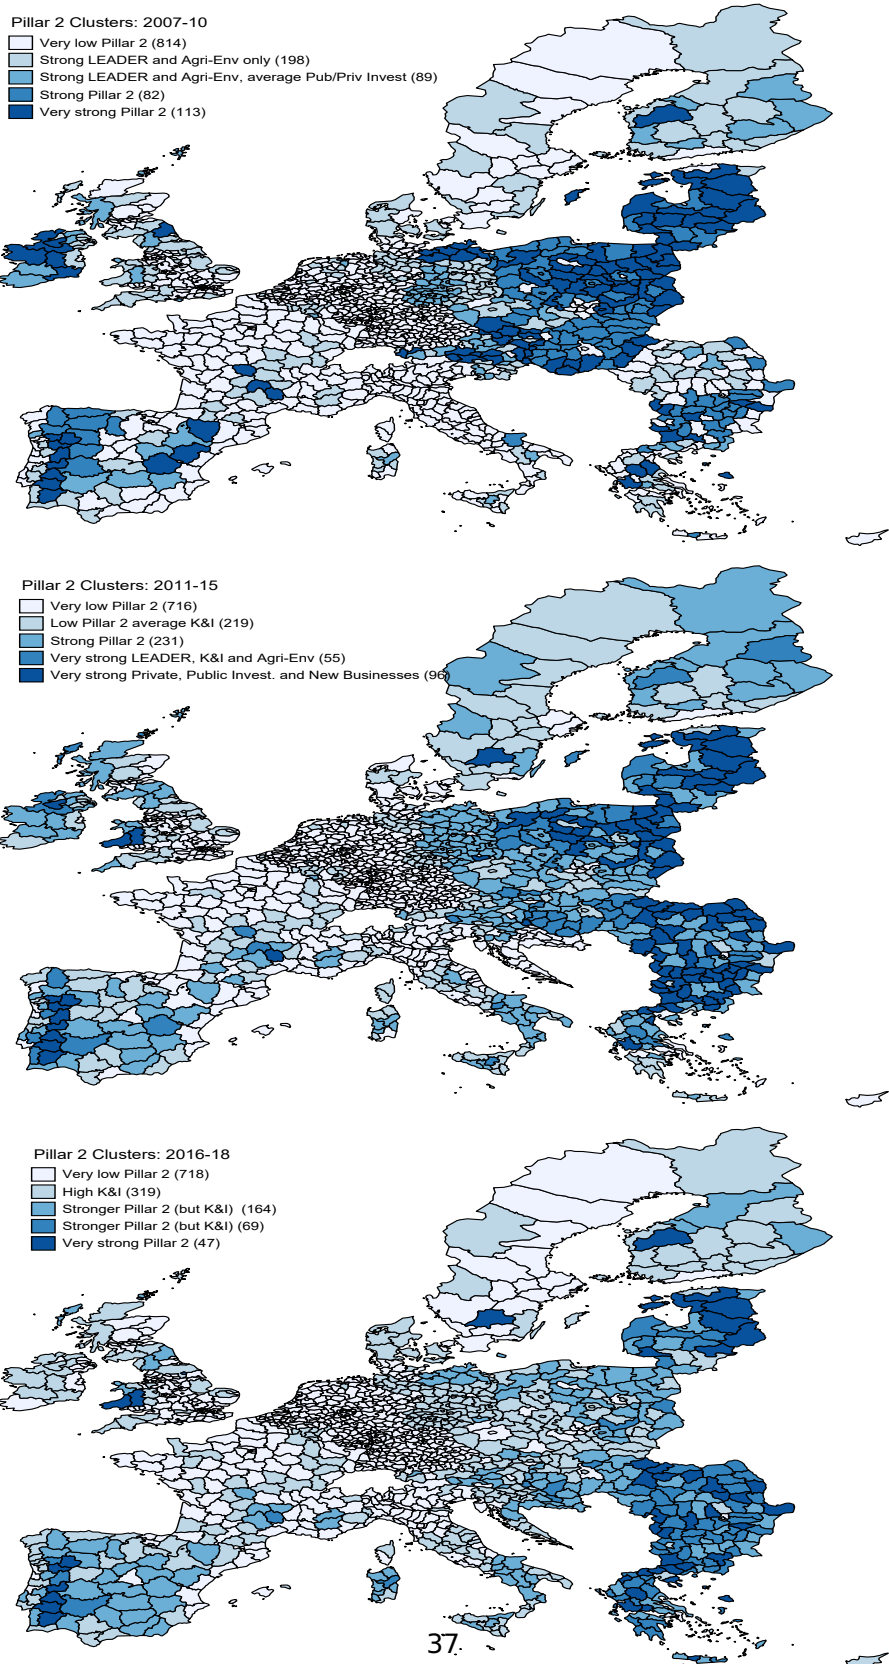 Pillar 2 Clusters: 2007-10
Very low Pillar 2 (814)
Strong LEADER and Agri-Env only (198)
Strong LEADER and Agri-Env, average Pub/Priv Invest (89)
Strong Pillar 2 (82)
Very strong Pillar 2 (113)
Pillar 2 Clusters: 2011-15
Very low Pillar 2 (716)
Low Pillar 2 average K&I (219)
Strong Pillar 2 (231)
Very strong LEADER, K&I and Agri-Env (55)
Very strong Private, Public Invest. and New Businesses (96)
Pillar 2 Clusters: 2016-18
Very low Pillar 2 (718)
High K&I (319)
Stronger Pillar 2 (but K&I) (164)
Stronger Pillar 2 (but K&I) (69)
Very strong Pillar 2 (47)
37